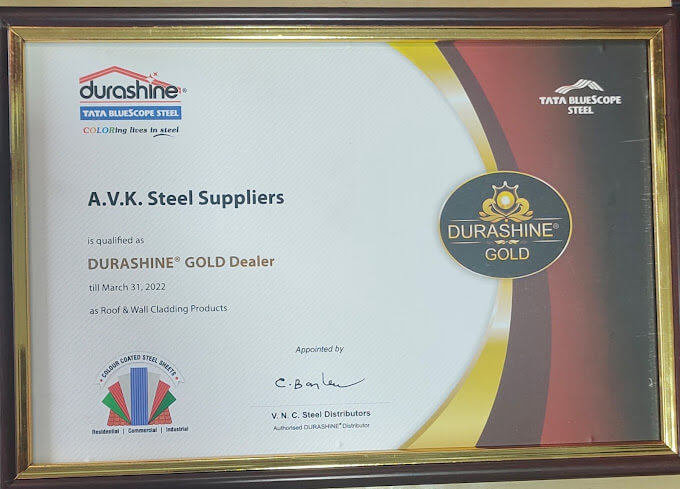 durashine®
TATA BLUESCOPE STEEL
COLORing lives in steel
TATA BLUESCOPE
STEEL
A.V.K. Steel Suppliers
is qualified as
DURASHINE® GOLD Dealer
till March 31, 2022
as Roof & Wall Cladding Products
DURASHINE®
GOLD
COLOUR COATED STEEL SHEETS
Residential | Commercial | Industrial
Appointed by
V. N. C. Steel Distributors
Authorised DURASHINE® Distributor